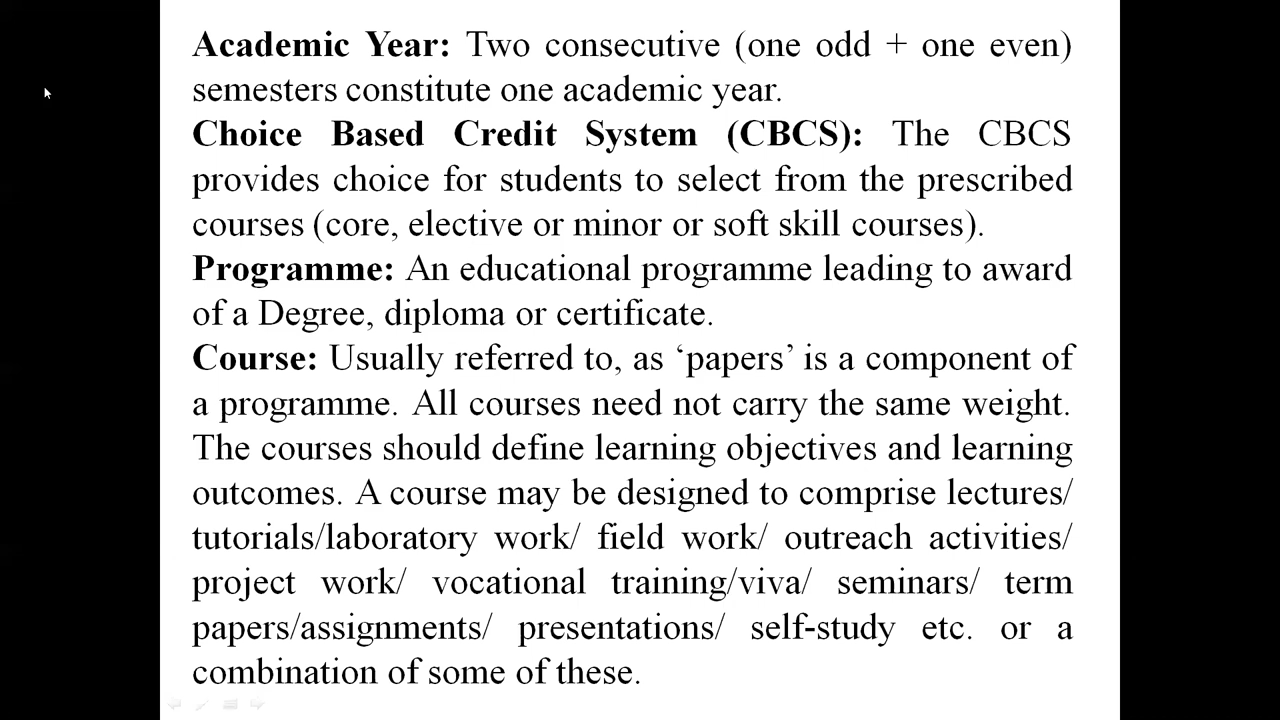 Academic Year: Two consecutive (one odd + one even)
semesters constitute one academic year.
Choice Based Credit System (CBCS): The CBCS
provides choice for students to select from the prescribed
courses (core, elective or minor or soft skill courses).
Programme: An educational programme leading to award
of a Degree, diploma or certificate.
Course: Usually referred to, as ‘papers’ is a component of
a programme. All courses need not carry the same weight.
The courses should define learning objectives and learning
outcomes. A course may be designed to comprise lectures/
tutorials/laboratory work/ field work/ outreach activities/
project work/ vocational training/viva/ seminars/ term
papers/assignments/ presentations/ self-study etc. or a
combination of some of these.